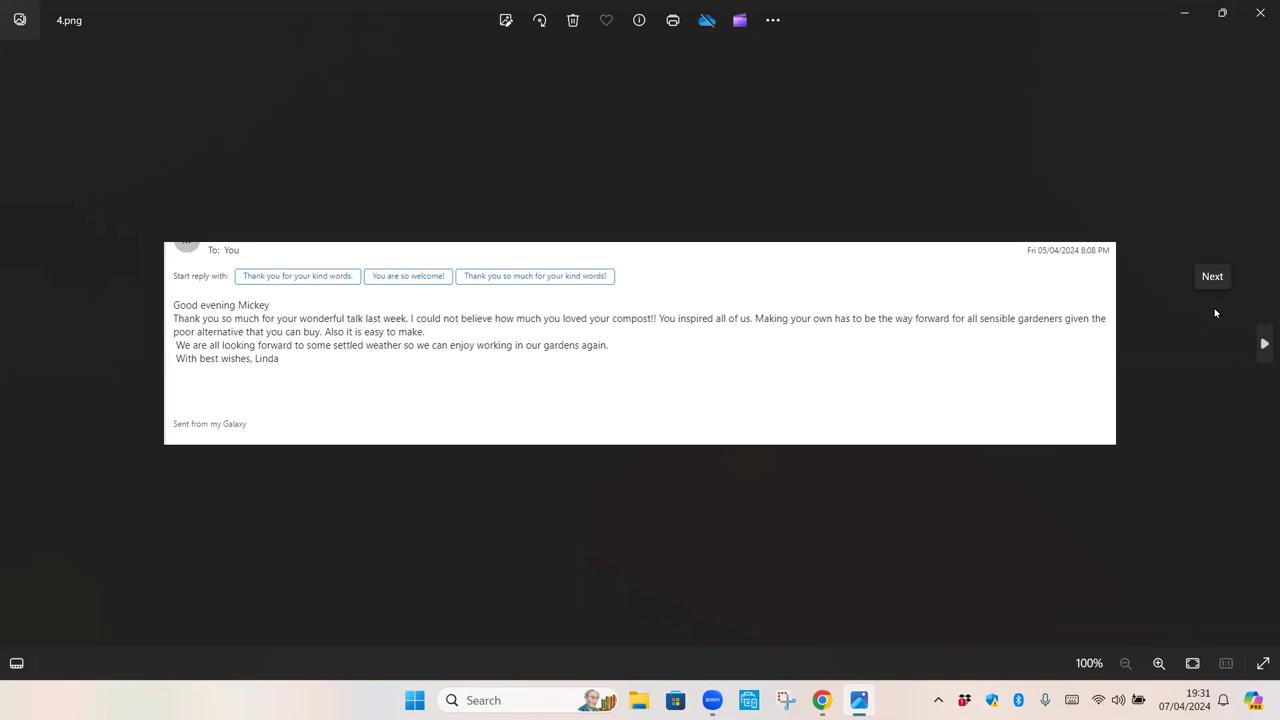 4.png
To: You
Fri 05/04/2024 8:08 PM
Start reply with: Thank you for your kind words. You are so welcome! Thank you so much for your kind words!
Next
Good evening Mickey
Thank you so much for your wonderful talk last week. I could not believe how much you loved your compost!! You inspired all of us. Making your own has to be the way forward for all sensible gardeners given the
poor alternative that you can buy. Also it is easy to make.
We are all looking forward to some settled weather so we can enjoy working in our gardens again.
With best wishes, Linda
Sent from my Galaxy
100%
1:1
Search
zoom
19:31
07/04/2024
PRE